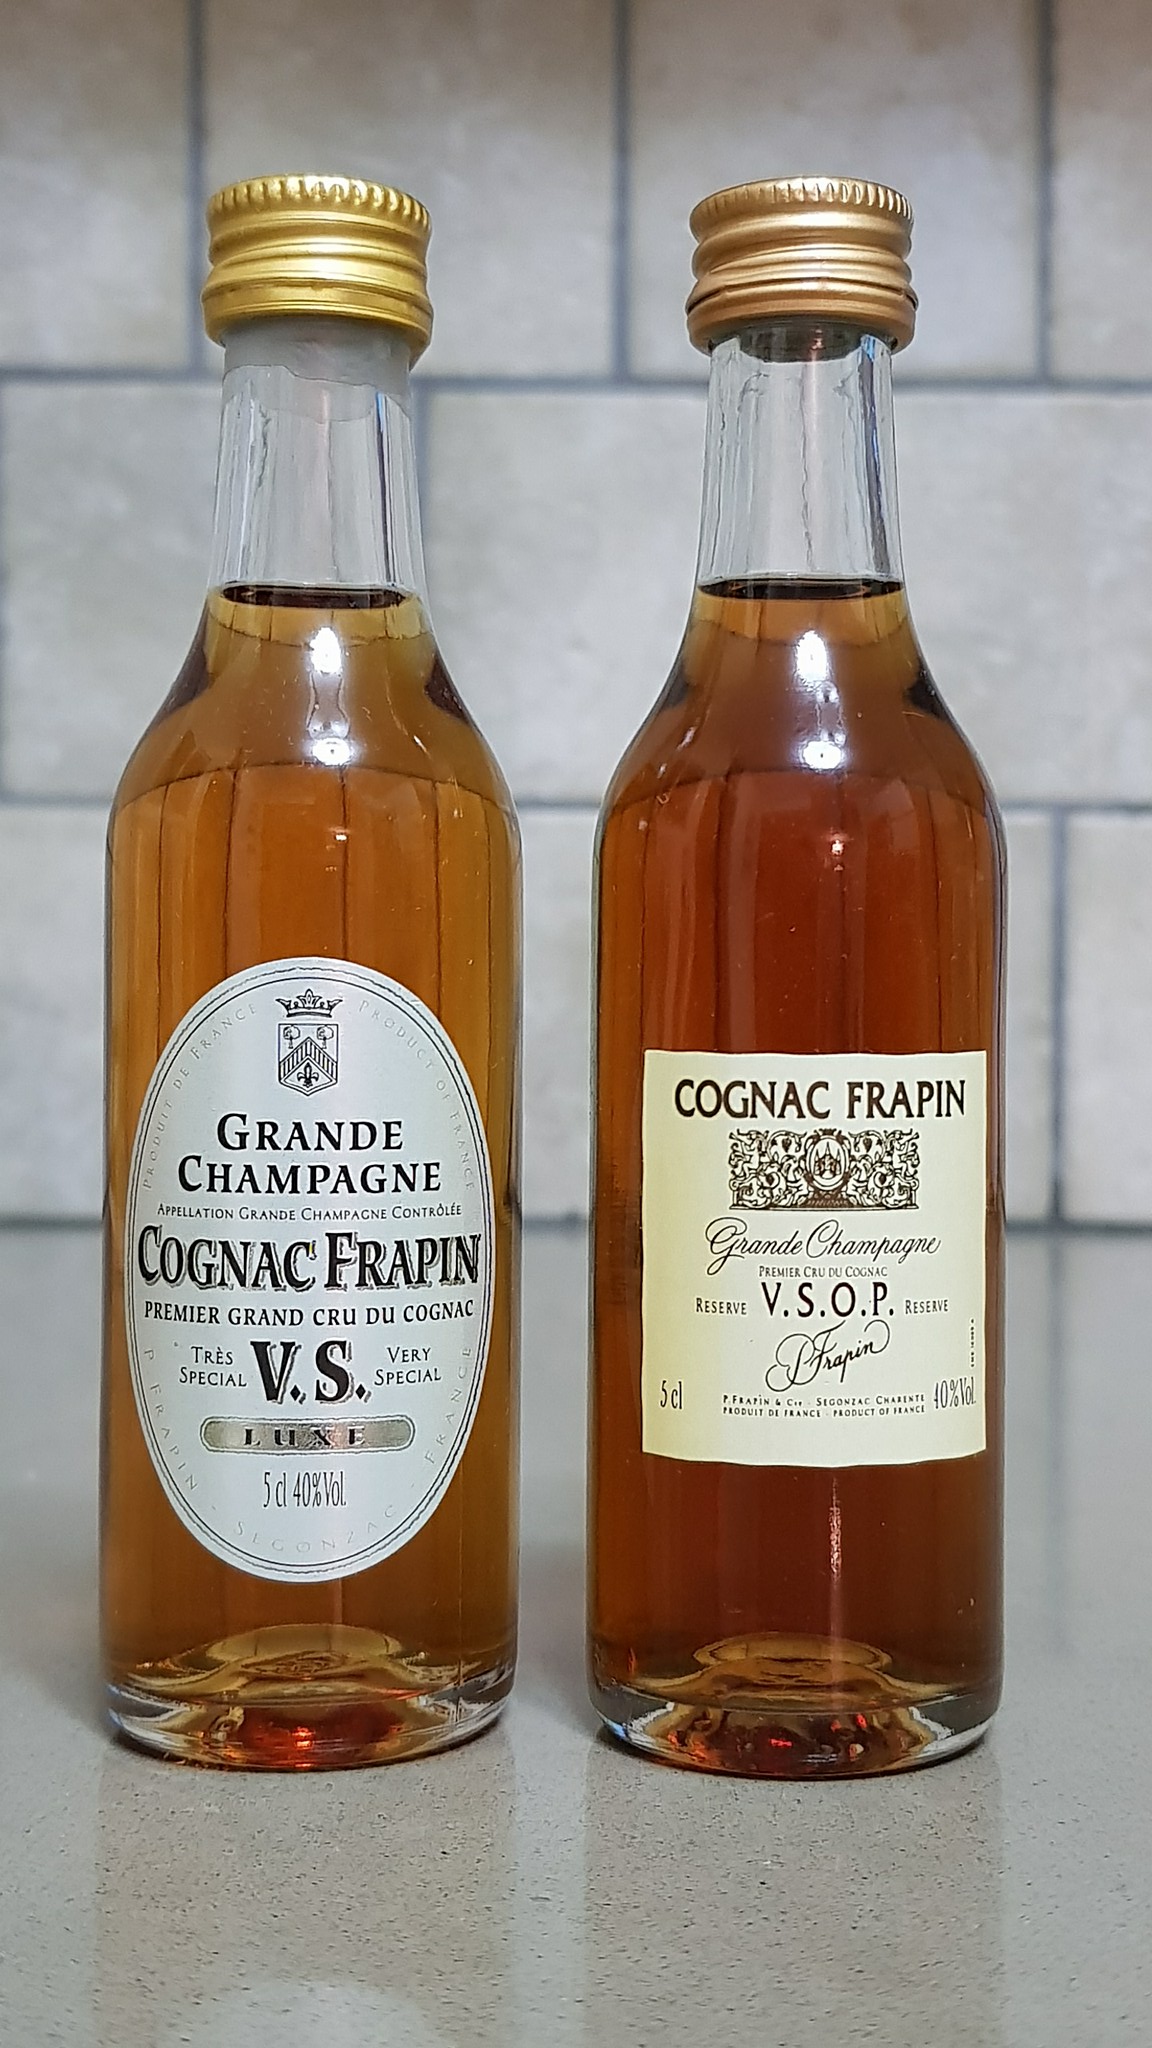 PRODUIT DE FRANCE
PRODUCT OF FRANCE
GRANDE
CHAMPAGNE
APPELLATION GRANDE CHAMPAGNE CONTRÔLÉE
COGNAC FRAPIN
PREMIER GRAND CRU DU COGNAC
TRÈS
SPECIAL
V.S.
VERY
SPECIAL
LUXE
5 cl 40%Vol.
P FRAPIN - SEGONZAC - FRANCE
COGNAC FRAPIN
Grande Champagne
PREMIER CRU DU COGNAC
RESERVE V.S.O.P. RESERVE
P Frapin
5 cl
P. FRAPIN & Cie - SEGONZAC CHARENTE
PRODUIT DE FRANCE - PRODUCT OF FRANCE
40%Vol.